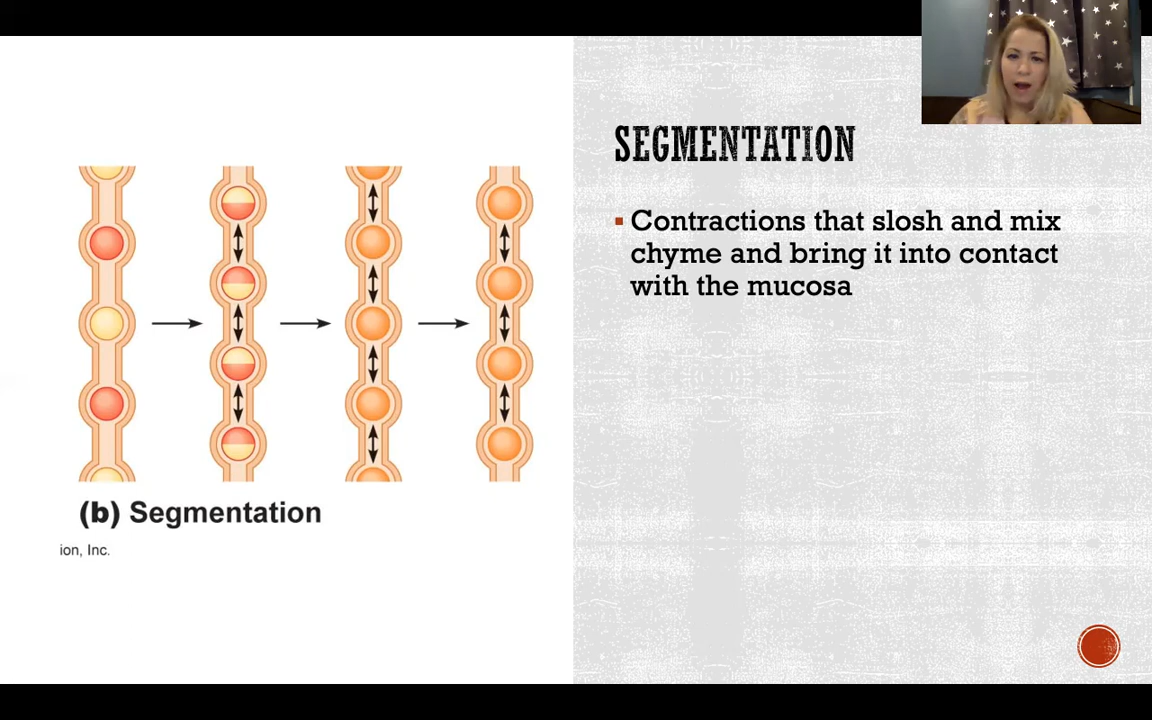 SEGMENTATION
▪ Contractions that slosh and mix
chyme and bring it into contact
with the mucosa
(b) Segmentation
ion, Inc.